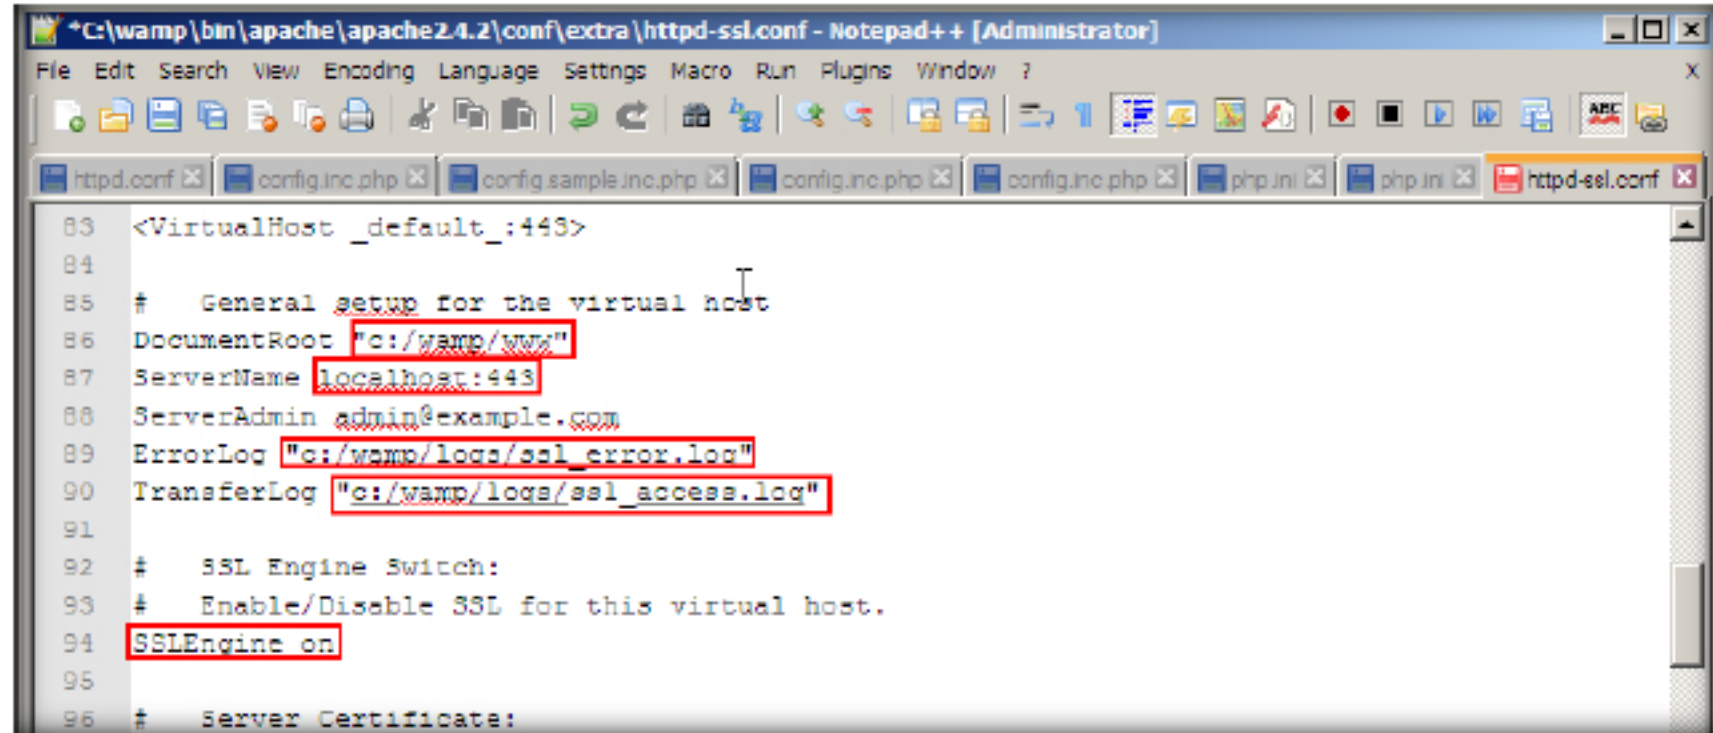 *C:\wamp\bin\apache\apache2.4.2\conf\extra\httpd-ssl.conf - Notepad++ [Administrator]
File Edit Search View Encoding Language Settings Macro Run Plugins Window ? X
httpd.conf config.inc.php config.sample.inc.php config.inc.php config.inc.php php.ini php.ini httpd-ssl.conf
83 <VirtualHost _default_:443>
84
85 # General setup for the virtual host
86 DocumentRoot "c:/wamp/www"
87 ServerName localhost:443
88 ServerAdmin admin@example.com
89 ErrorLog "c:/wamp/logs/ssl_error.log"
90 TransferLog "c:/wamp/logs/ssl_access.log"
91
92 # SSL Engine Switch:
93 # Enable/Disable SSL for this virtual host.
94 SSLEngine on
95
96 # Server Certificate: